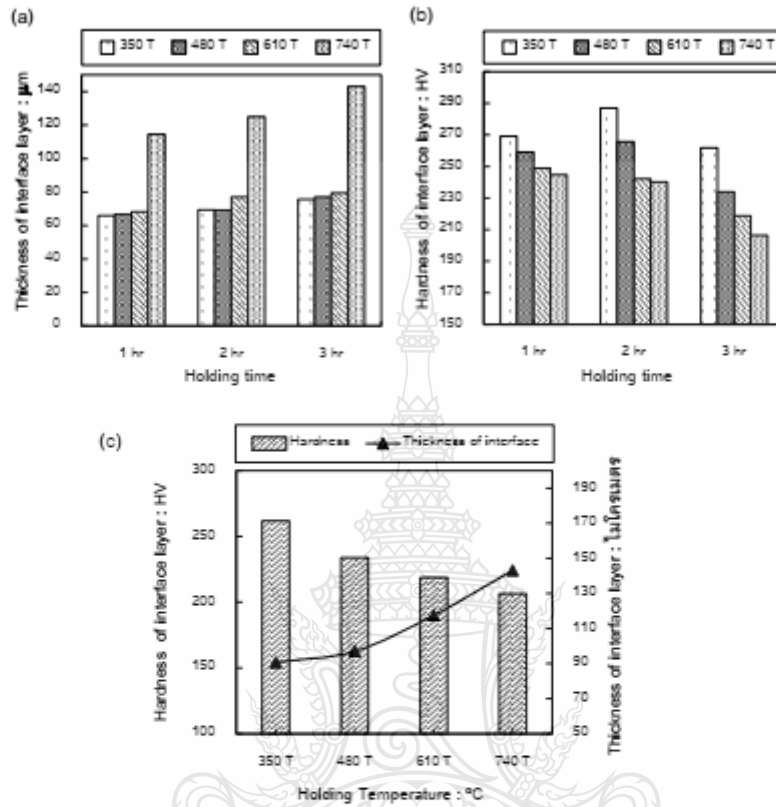 (a)
350 T 480 T 610 T 740 T
Thickness of interface layer : µm
140
120
100
80
60
40
20
0
1 hr 2 hr 3 hr
Holding time
(b)
350 T 480 T 610 T 740 T
Hardness of interface layer : HV
310
290
270
250
230
210
190
170
150
1 hr 2 hr 3 hr
Holding time
(c)
Hardness Thickness of interface
Hardness of interface layer : HV
300
250
200
150
100
350 T 480 T 610 T 740 T
Holding Temperature : ºC
190
170
150
130
110
90
70
50
Thickness of interface layer : ไมโครเมตร